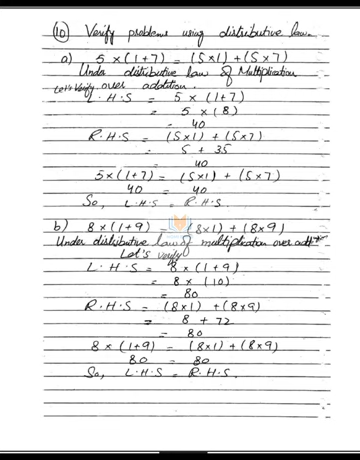 (10) Verify problems using distributive law.
a) 5 × (1+7) = (5×1) + (5×7)
Under distributive law of Multiplication
over addition.
Let's Verify
L.H.S = 5 × (1+7)
= 5 × (8)
= 40
R.H.S = (5×1) + (5×7)
= 5 + 35
= 40
5×(1+7) = (5×1) + (5×7)
40 = 40
So, L.H.S = R.H.S.
b) 8×(1+9) = (8×1) + (8×9)
Under distributive law of multiplication over
Let's verify
L.H.S = 8 × (1+9)
= 8 × (10)
= 80
R.H.S = (8×1) + (8×9)
= 8 + 72
= 80
8 × (1+9) = (8×1) + (8×9)
80 = 80
So, L.H.S = R.H.S.